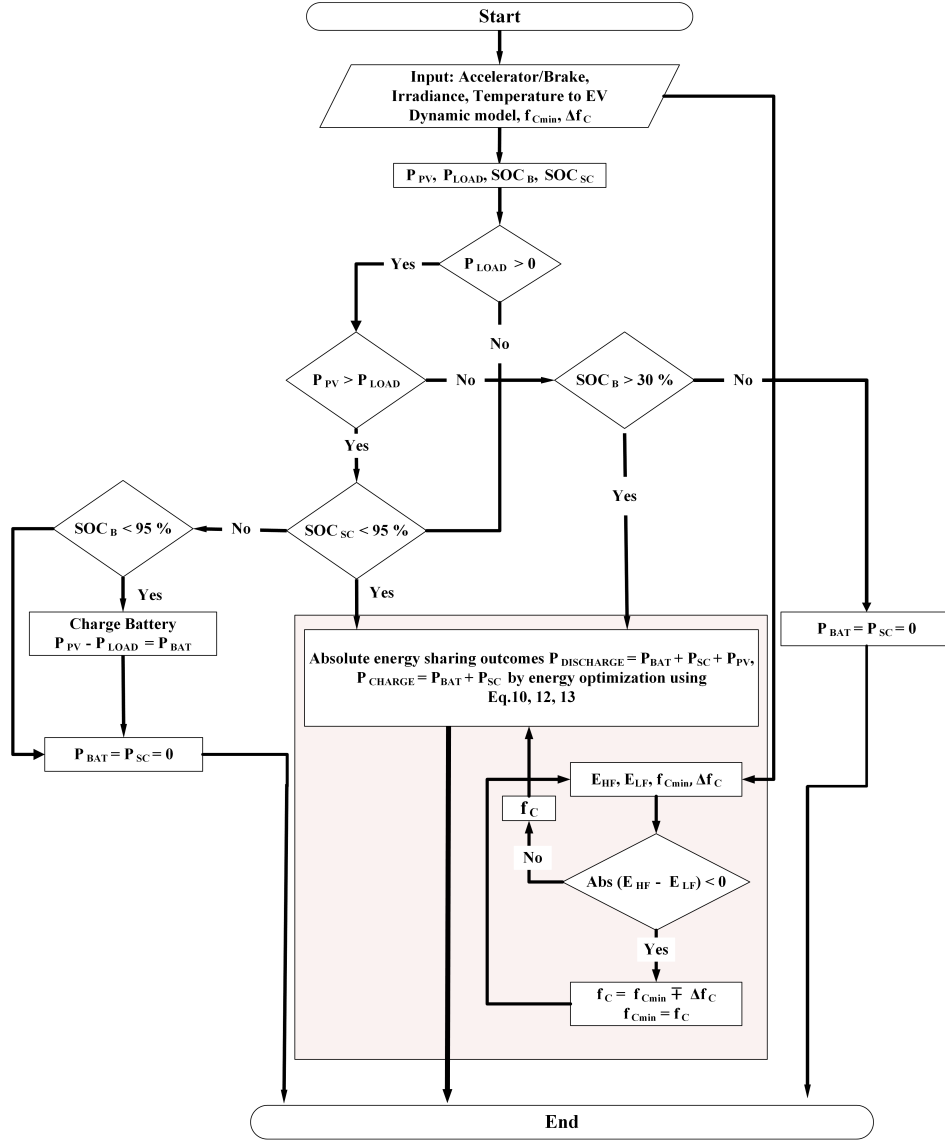 Start
Input: Accelerator/Brake,
Irradiance, Temperature to EV
Dynamic model, f Cmin, Δf C
P PV, P LOAD, SOC B, SOC SC
P LOAD > 0
Yes
No
P PV > P LOAD
No
SOC B > 30 %
No
Yes
Yes
SOC B < 95 %
No
SOC SC < 95 %
Yes
Yes
Charge Battery
P PV - P LOAD = P BAT
P BAT = P SC = 0
P BAT = P SC = 0
Absolute energy sharing outcomes P DISCHARGE = P BAT + P SC + P PV,
P CHARGE = P BAT + P SC by energy optimization using
Eq.10, 12, 13
E HF, E LF, f Cmin, Δf C
f C
No
Abs (E HF - E LF) < 0
Yes
f C = f Cmin ∓ Δf C
f Cmin = f C
End